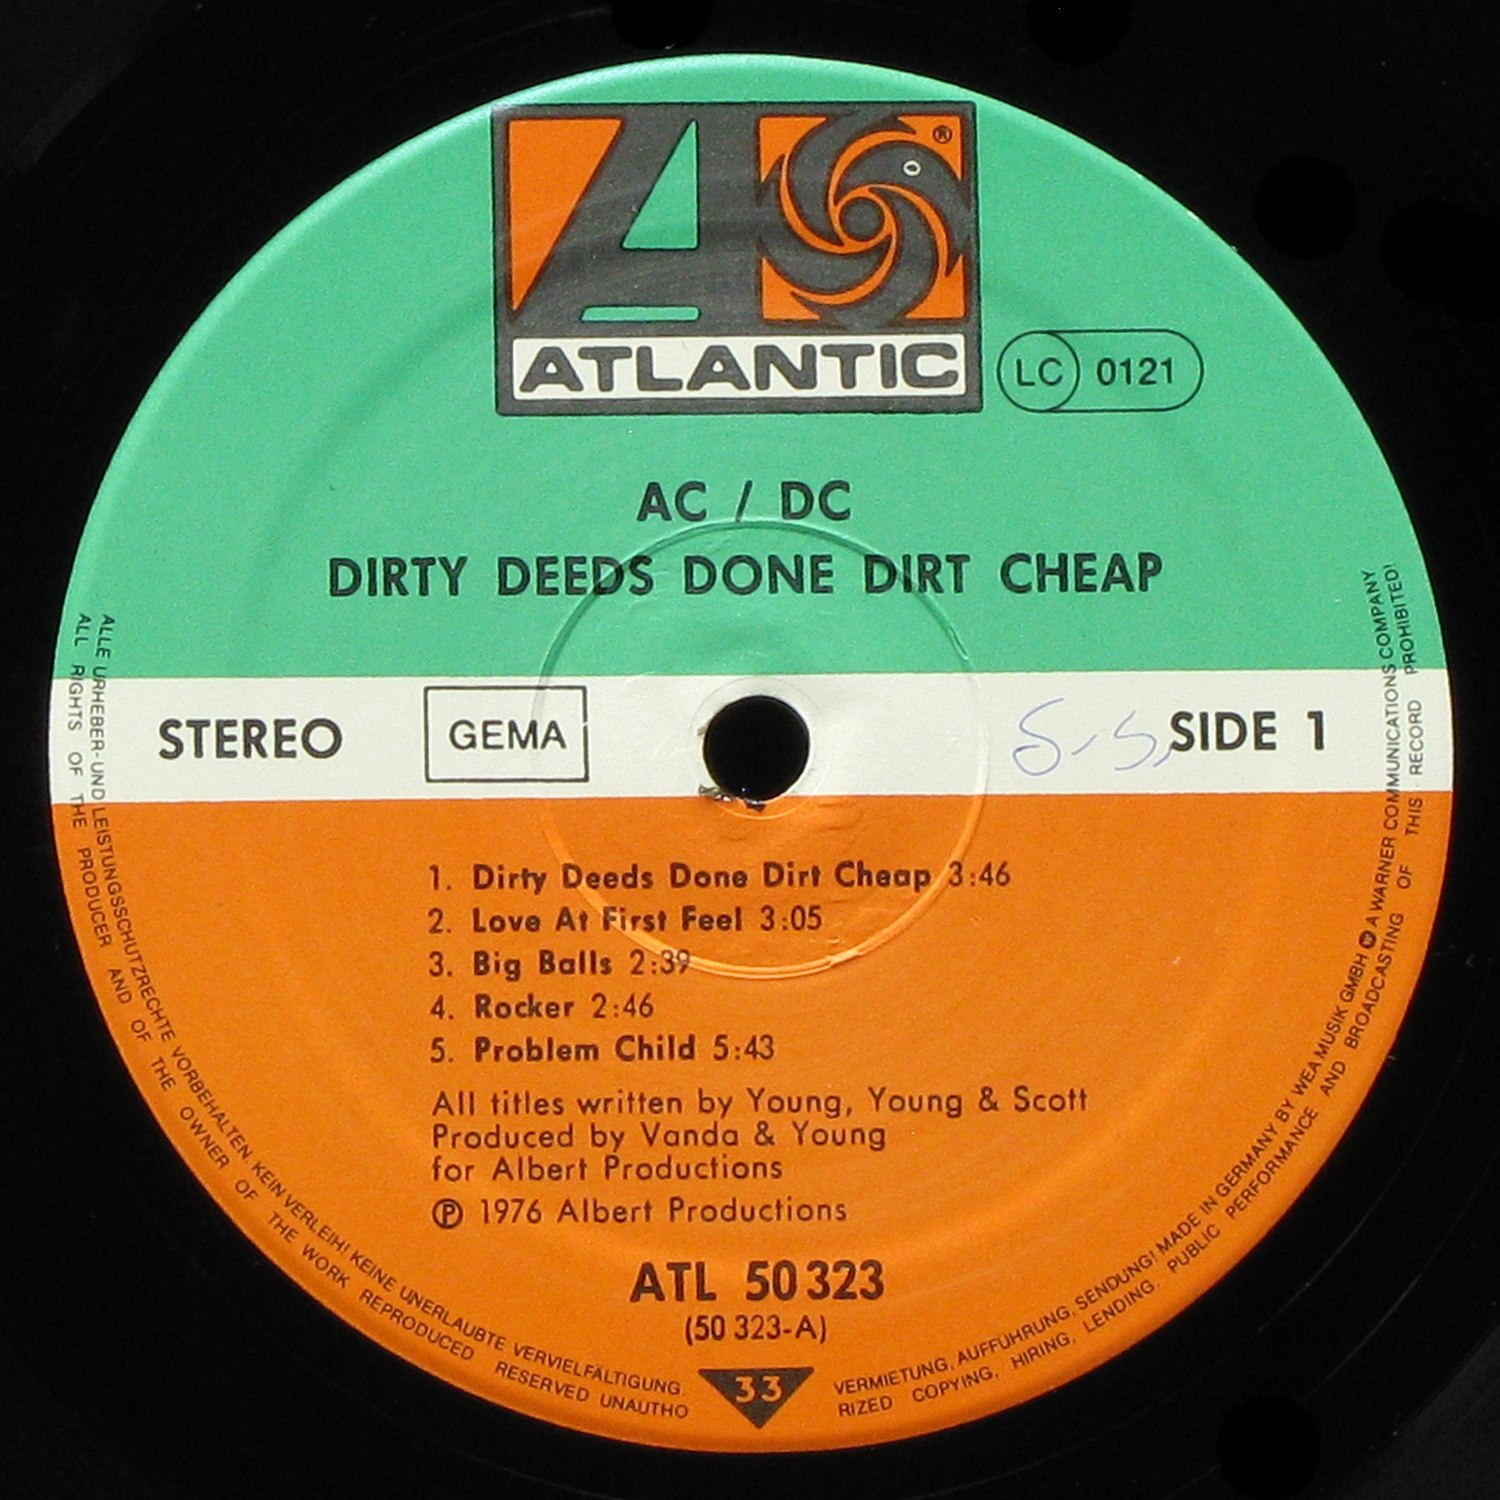 ®
ATLANTIC
LC 0121
AC / DC
DIRTY DEEDS DONE DIRT CHEAP
STEREO GEMA S-S, SIDE 1
1. Dirty Deeds Done Dirt Cheap 3:46
2. Love At First Feel 3:05
3. Big Balls 2:39
4. Rocker 2:46
5. Problem Child 5:43
All titles written by Young, Young & Scott
Produced by Vanda & Young
for Albert Productions
℗ 1976 Albert Productions
ATL 50 323
(50 323-A)
33
ALLE URHEBER- UND LEISTUNGSSCHUTZRECHTE VORBEHALTEN. KEIN VERLEIH! KEINE UNERLAUBTE VERVIELFÄLTIGUNG, VERMIETUNG, AUFFÜHRUNG, SENDUNG! MADE IN GERMANY BY WEA MUSIK GMBH A WARNER COMMUNICATIONS COMPANY
ALL RIGHTS OF THE PRODUCER AND OF THE OWNER OF THE WORK REPRODUCED RESERVED UNAUTHORIZED COPYING, HIRING, LENDING, PUBLIC PERFORMANCE AND BROADCASTING OF THIS RECORD PROHIBITED!